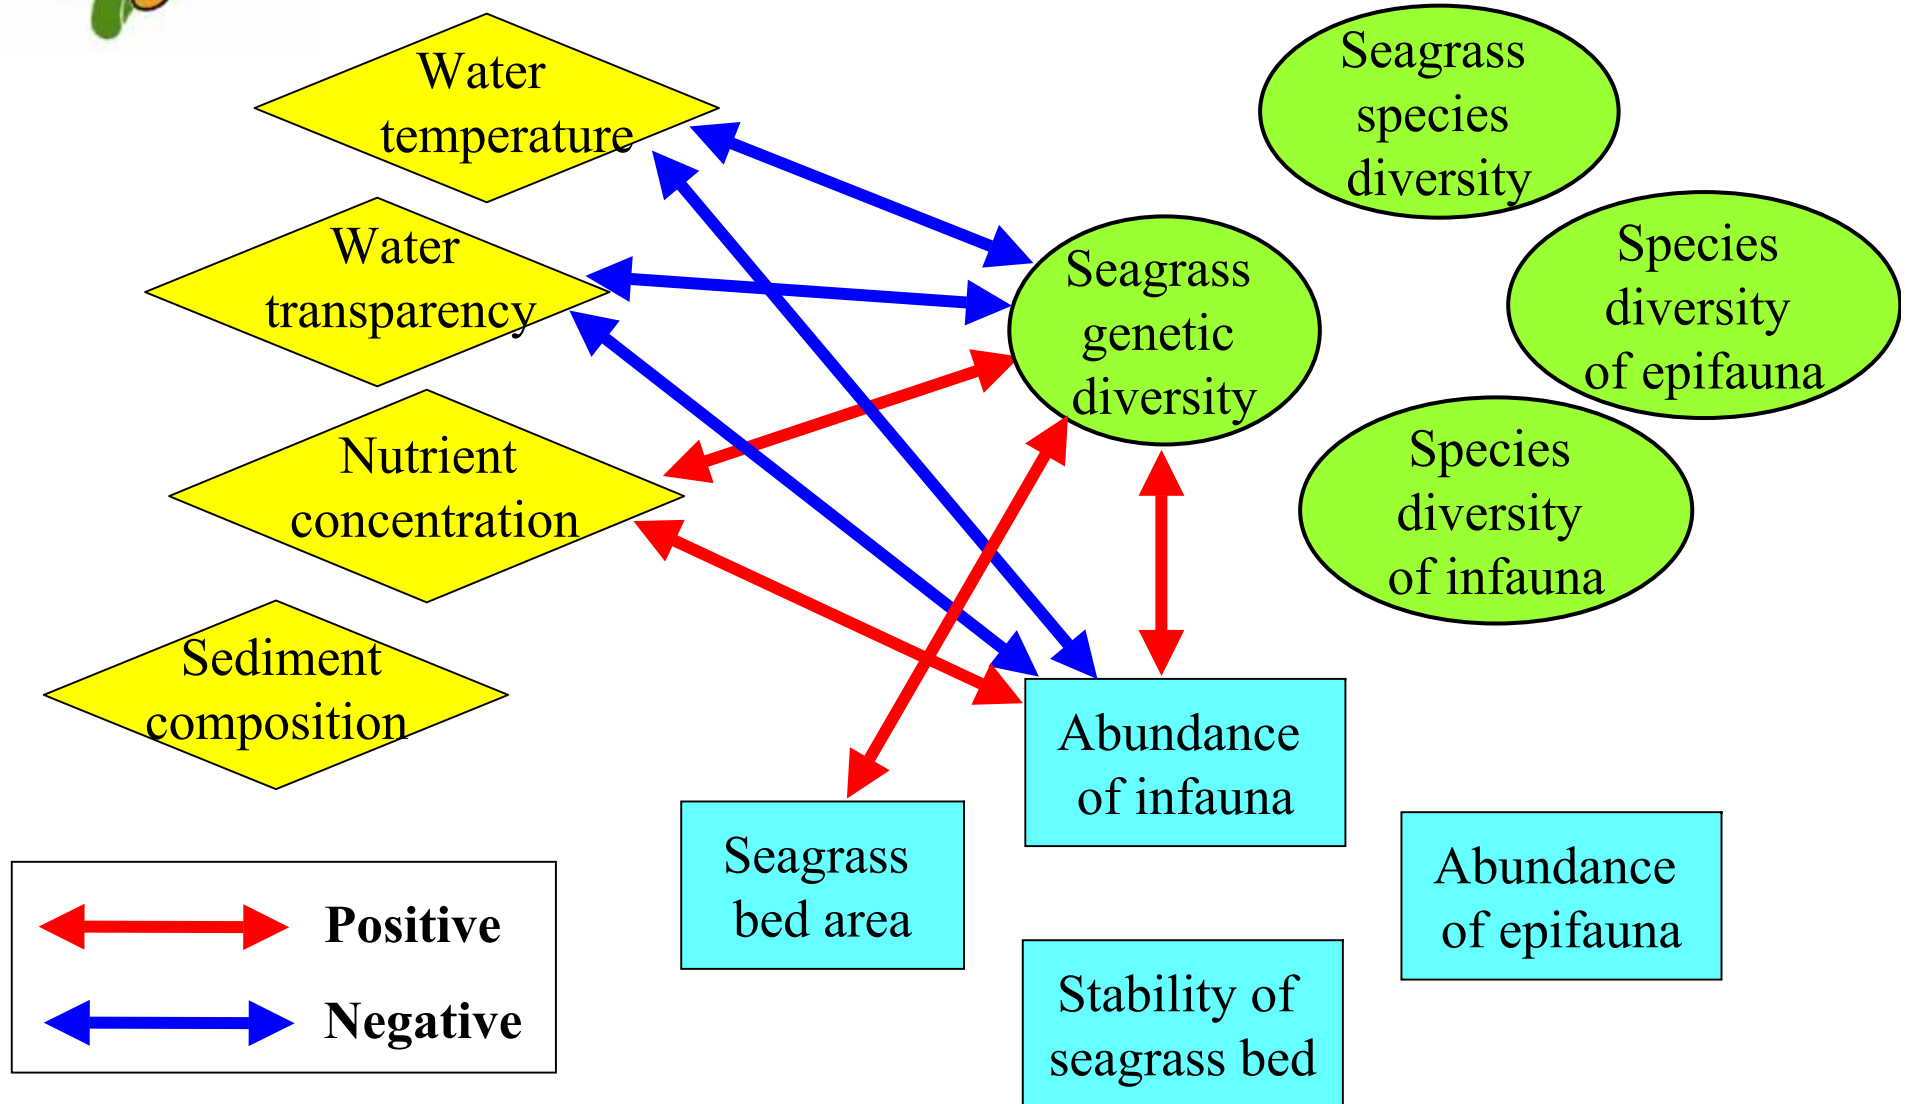 Water
temperature
Water
transparency
Nutrient
concentration
Sediment
composition
Seagrass
species
diversity
Species
diversity
of epifauna
Seagrass
genetic
diversity
Species
diversity
of infauna
Abundance
of infauna
Seagrass
bed area
Abundance
of epifauna
Stability of
seagrass bed
Positive
Negative